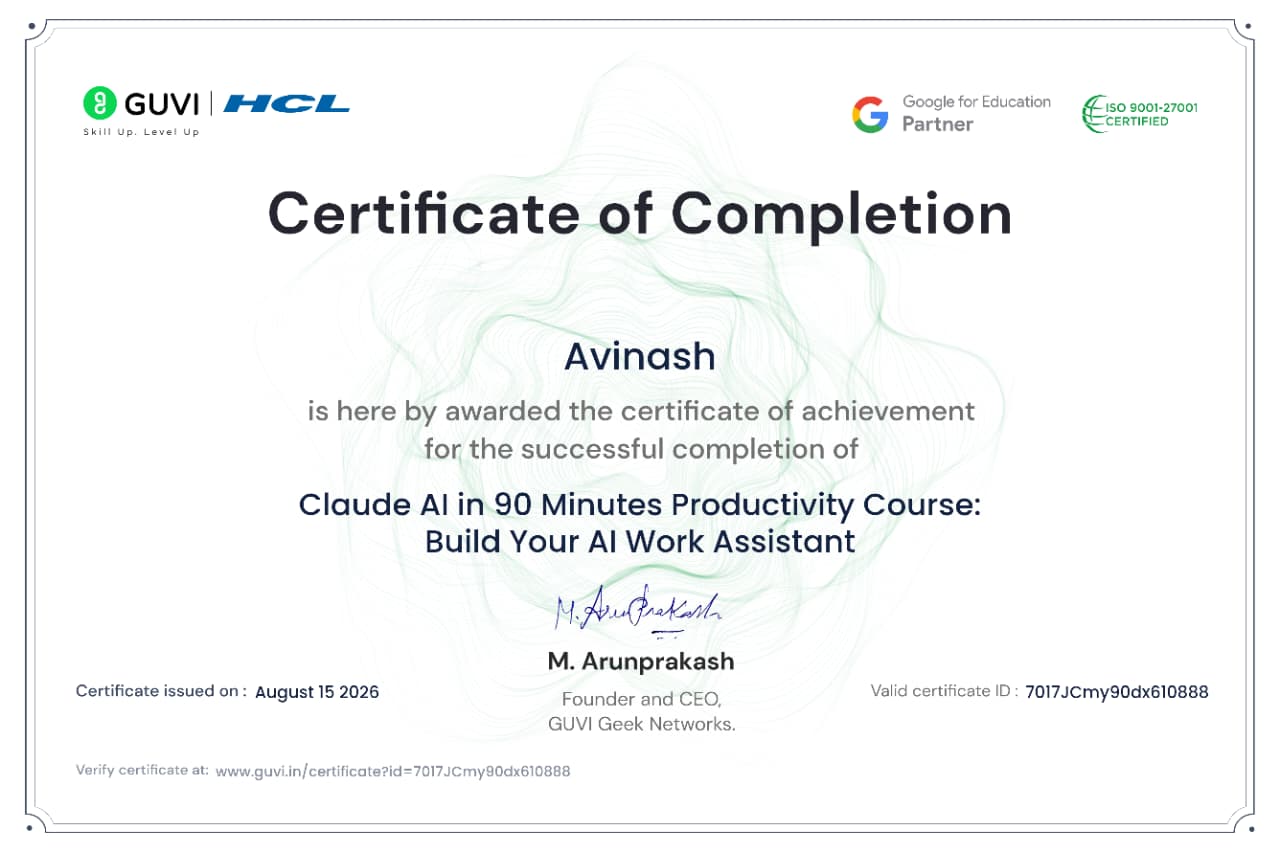 GUVI | HCL
Skill Up. Level Up
Google for Education
Partner
ISO 9001-27001
CERTIFIED
Certificate of Completion
Avinash
is here by awarded the certificate of achievement
for the successful completion of
Claude AI in 90 Minutes Productivity Course:
Build Your AI Work Assistant
M. ArunPrakash
M. Arunprakash
Founder and CEO,
GUVI Geek Networks.
Certificate issued on : August 15 2026
Valid certificate ID : 7017JCmy90dx610888
Verify certificate at: www.guvi.in/certificate?id=7017JCmy90dx610888